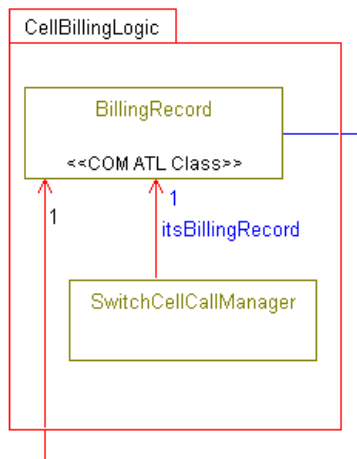 CellBillingLogic
BillingRecord
<<COM ATL Class>>
1
1
itsBillingRecord
SwitchCellCallManager